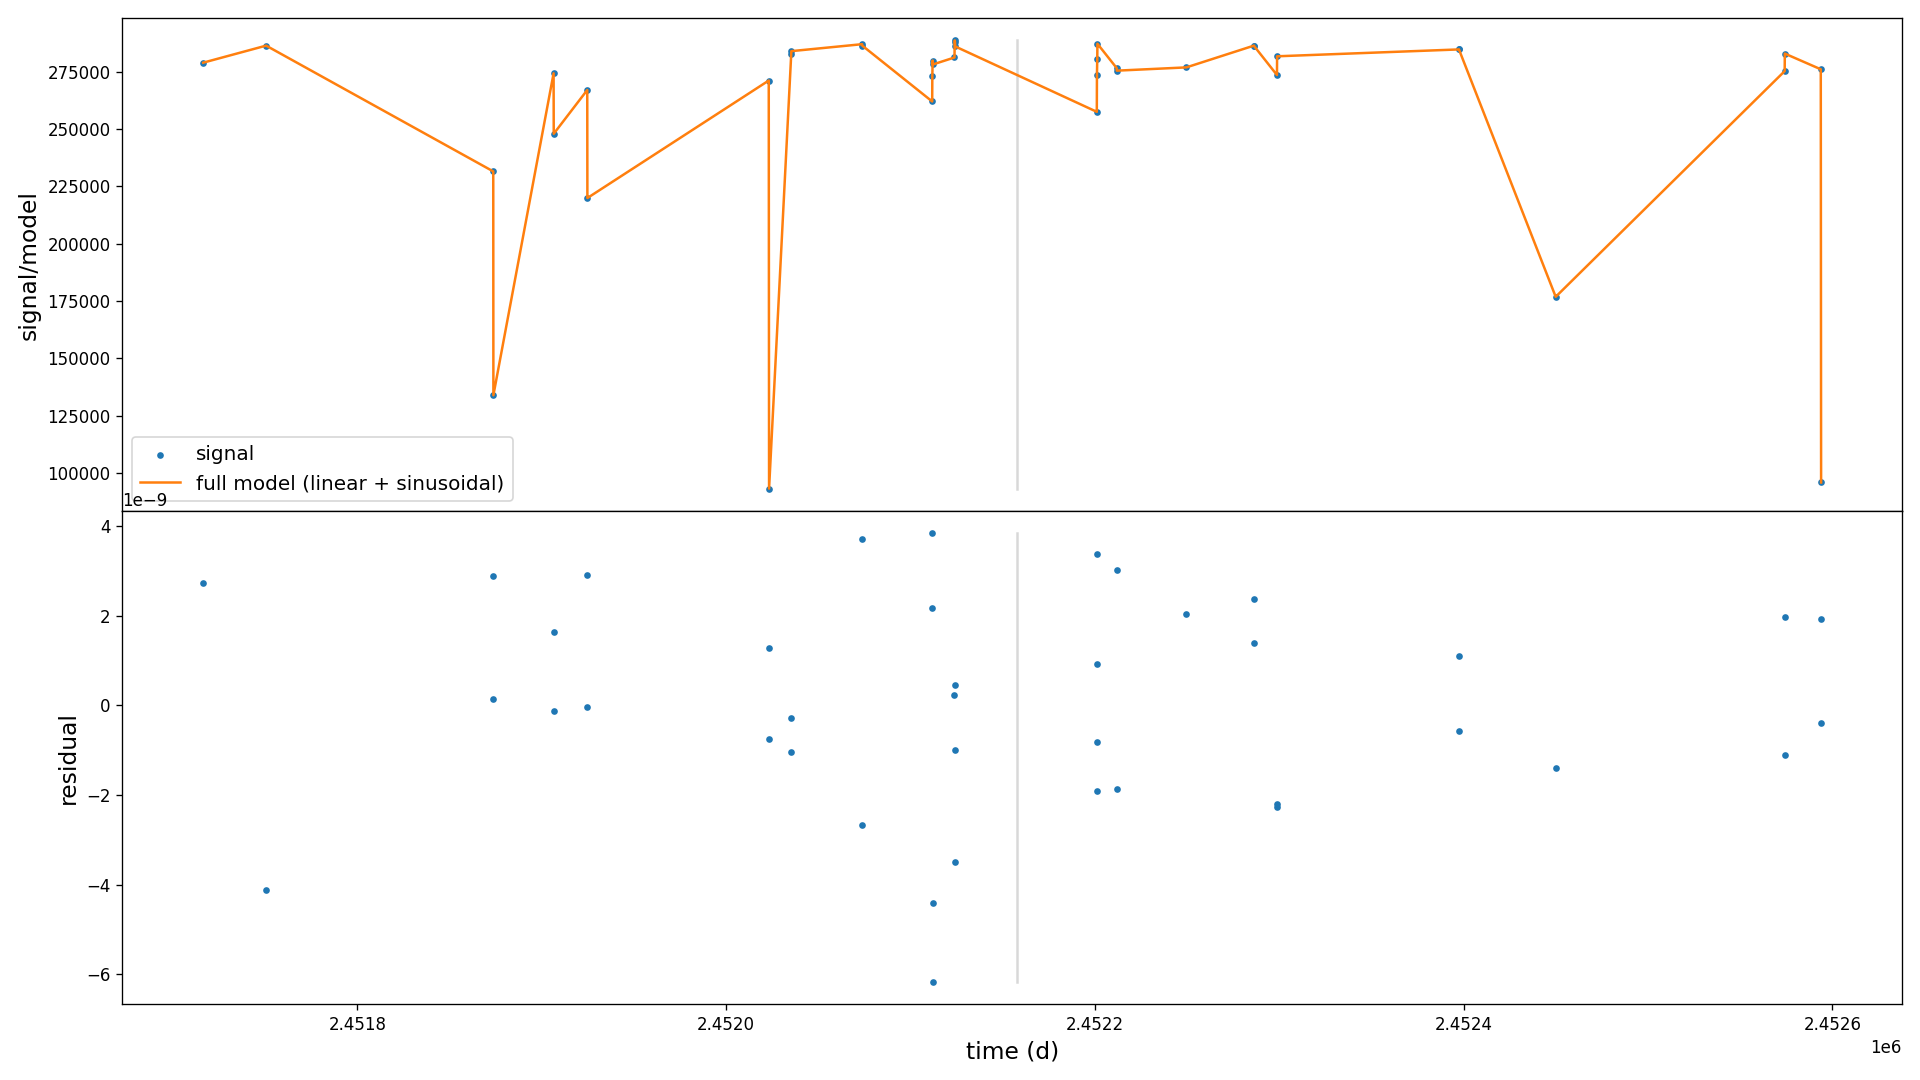 275000
250000
225000
200000
175000
150000
125000
100000
signal/model
signal
full model (linear + sinusoidal)
1e−9
4
2
0
−2
−4
−6
residual
2.4518
2.4520
2.4522
2.4524
2.4526
time (d)
1e6